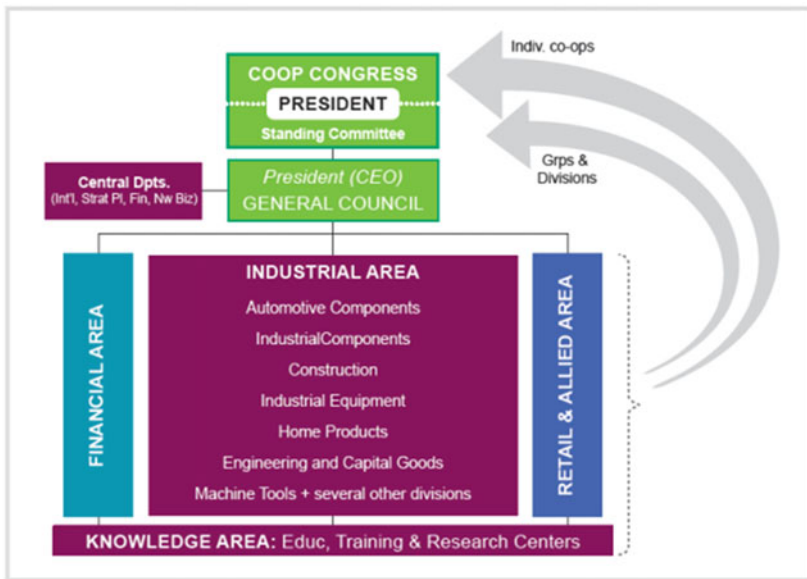 Indiv. co-ops
COOP CONGRESS
PRESIDENT
Standing Committee
Grps &
Divisions
Central Dpts.
(Int'l, Strat Pl, Fin, Nw Biz)
President (CEO)
GENERAL COUNCIL
FINANCIAL AREA
INDUSTRIAL AREA
Automotive Components
IndustrialComponents
Construction
Industrial Equipment
Home Products
Engineering and Capital Goods
Machine Tools + several other divisions
RETAIL & ALLIED AREA
KNOWLEDGE AREA: Educ, Training & Research Centers